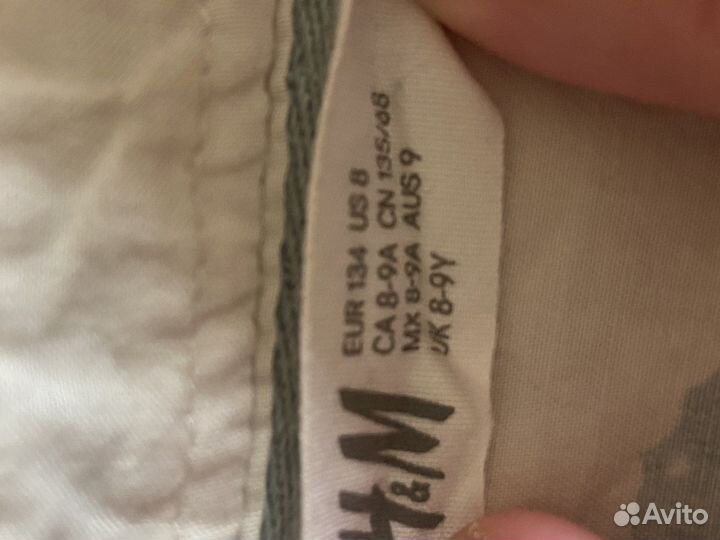 H&M
EUR 134 US 8
CA 8-9A CN 135/68
MX 8-9A AUS 9
UK 8-9Y
Avito